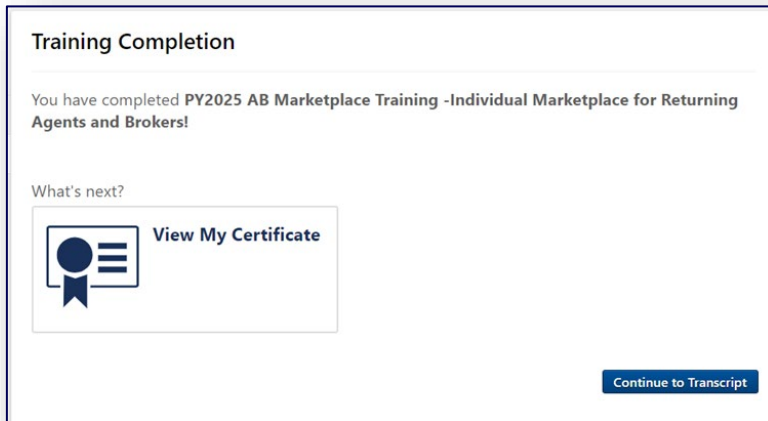 Training Completion
You have completed PY2025 AB Marketplace Training -Individual Marketplace for Returning
Agents and Brokers!
What's next?
View My Certificate
Continue to Transcript